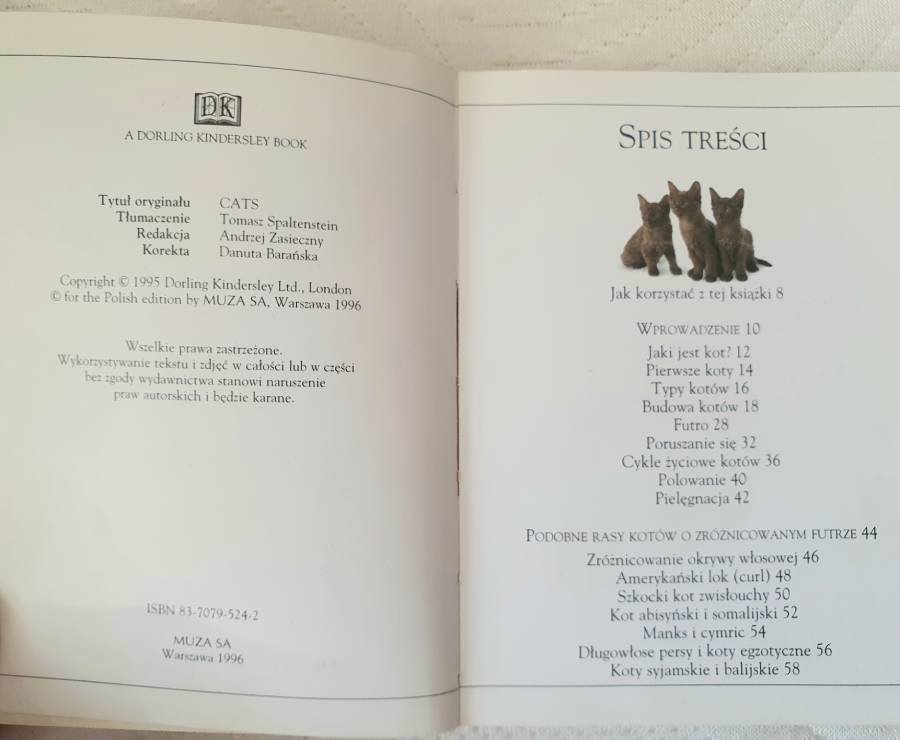 DK
A DORLING KINDERSLEY BOOK
Tytuł oryginału CATS
Tłumaczenie Tomasz Spaltenstein
Redakcja Andrzej Zasieczny
Korekta Danuta Barańska
Copyright © 1995 Dorling Kindersley Ltd., London
© for the Polish edition by MUZA SA, Warszawa 1996
Wszelkie prawa zastrzeżone.
Wykorzystywanie tekstu i zdjęć w całości lub w części
bez zgody wydawnictwa stanowi naruszenie
praw autorskich i będzie karane.
ISBN 83-7079-524-2
MUZA SA
Warszawa 1996
SPIS TREŚCI
Jak korzystać z tej książki 8
WPROWADZENIE 10
Jaki jest kot? 12
Pierwsze koty 14
Typy kotów 16
Budowa kotów 18
Futro 28
Poruszanie się 32
Cykle życiowe kotów 36
Polowanie 40
Pielęgnacja 42
PODOBNE RASY KOTÓW O ZRÓŻNICOWANYM FUTRZE 44
Zróżnicowanie okrywy włosowej 46
Amerykański lok (curl) 48
Szkocki kot zwisłouchy 50
Kot abisyński i somalijski 52
Manks i cymric 54
Długowłose persy i koty egzotyczne 56
Koty syjamskie i balijskie 58